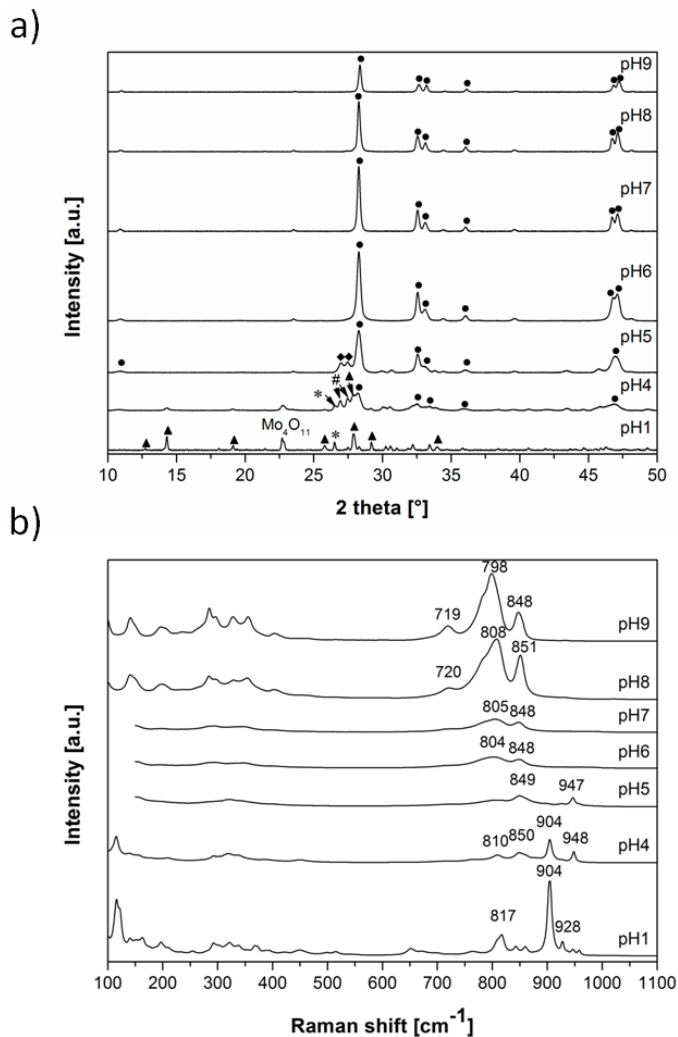 a)
pH9
pH8
pH7
pH6
pH5
pH4
pH1
#
*
Mo4O11
*
10 15 20 25 30 35 40 45 50
2 theta [°]
Intensity [a.u.]
b)
798
719
848
pH9
808
851
720
pH8
805 848
pH7
804 848
pH6
849
947
pH5
904
810 850
948
pH4
904
817
928
pH1
100 200 300 400 500 600 700 800 900 1000 1100
Raman shift [cm-1]
Intensity [a.u.]